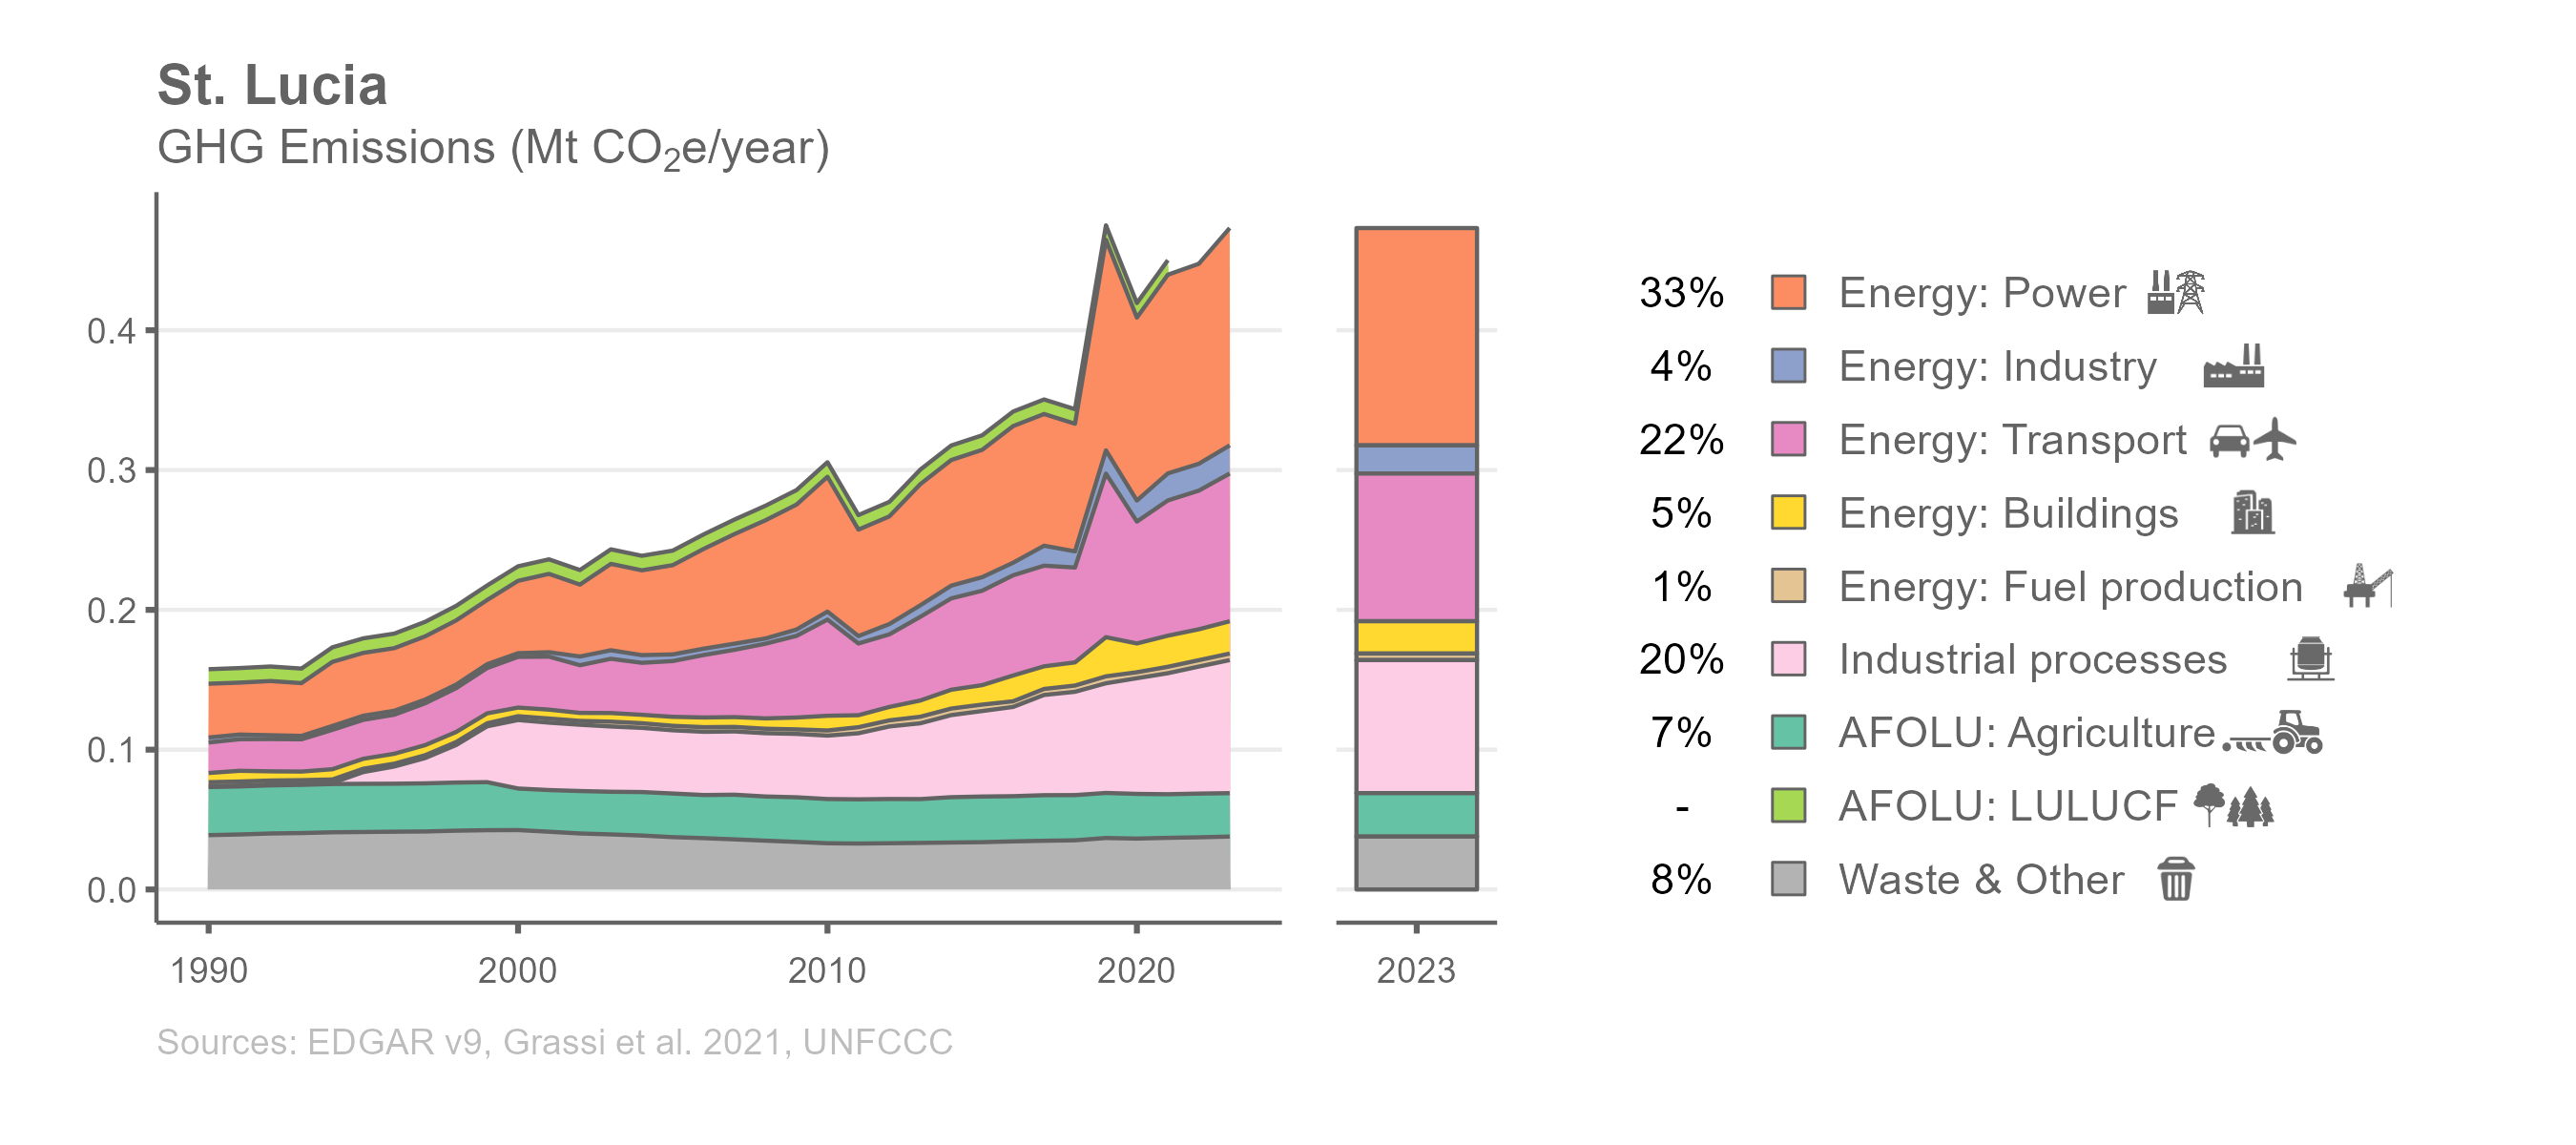 St. Lucia
GHG Emissions (Mt CO₂e/year)
0.4
0.3
0.2
0.1
0.0
1990 2000 2010 2020 2023
33% Energy: Power
4% Energy: Industry
22% Energy: Transport
5% Energy: Buildings
1% Energy: Fuel production
20% Industrial processes
7% AFOLU: Agriculture
- AFOLU: LULUCF
8% Waste & Other
Sources: EDGAR v9, Grassi et al. 2021, UNFCCC